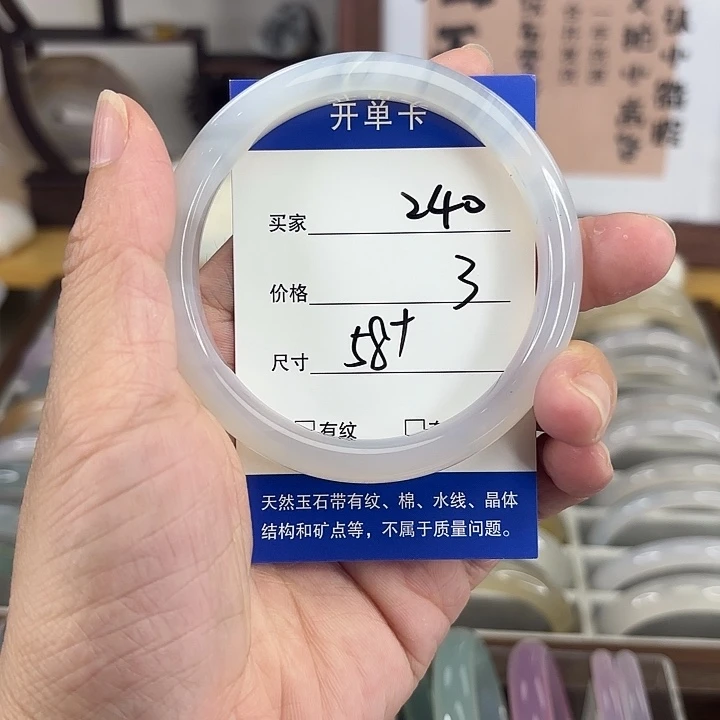 开单卡
买家 240
价格 3
尺寸 58+
有纹
天然玉石带有纹、棉、水线、晶体
结构和矿点等，不属于质量问题。